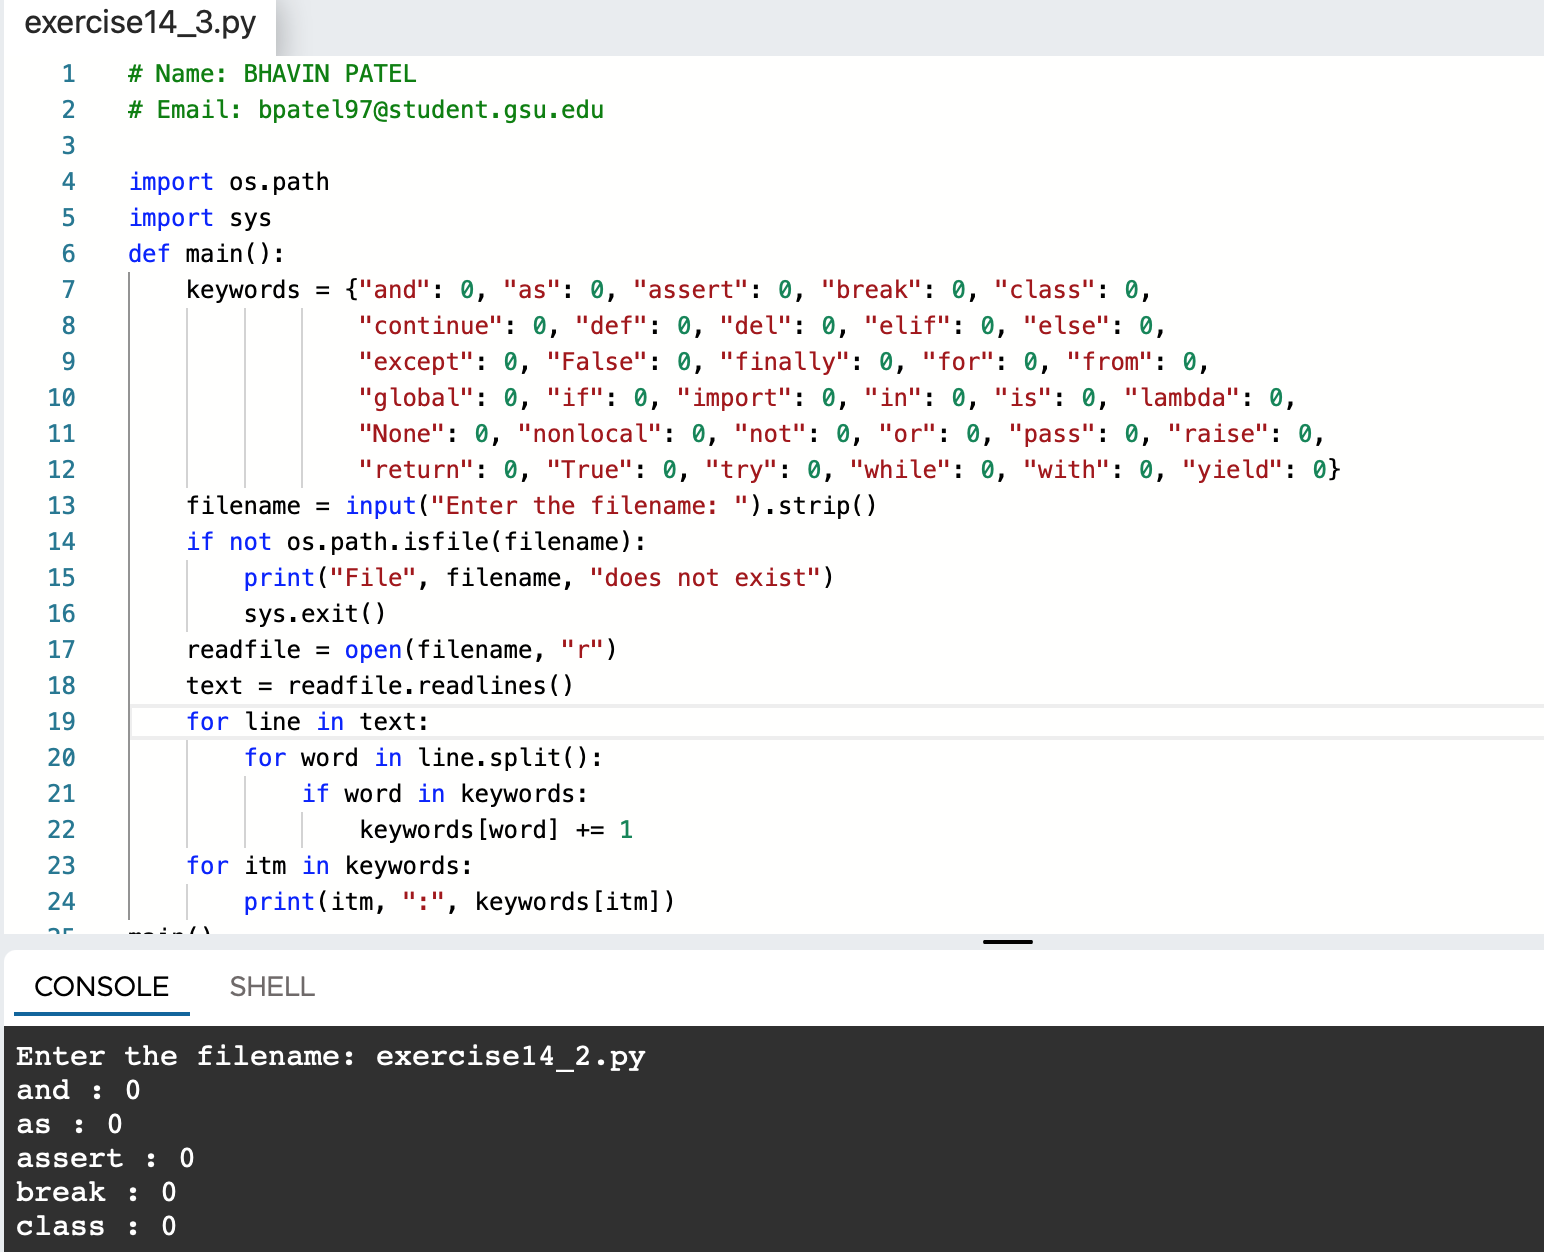 exercise14_3.py
1 # Name: BHAVIN PATEL
2 # Email: bpatel97@student.gsu.edu
3
4 import os.path
5 import sys
6 def main():
7     keywords = {"and": 0, "as": 0, "assert": 0, "break": 0, "class": 0,
8                 "continue": 0, "def": 0, "del": 0, "elif": 0, "else": 0,
9                 "except": 0, "False": 0, "finally": 0, "for": 0, "from": 0,
10                 "global": 0, "if": 0, "import": 0, "in": 0, "is": 0, "lambda": 0,
11                 "None": 0, "nonlocal": 0, "not": 0, "or": 0, "pass": 0, "raise": 0,
12                 "return": 0, "True": 0, "try": 0, "while": 0, "with": 0, "yield": 0}
13     filename = input("Enter the filename: ").strip()
14     if not os.path.isfile(filename):
15         print("File", filename, "does not exist")
16         sys.exit()
17     readfile = open(filename, "r")
18     text = readfile.readlines()
19     for line in text:
20         for word in line.split():
21             if word in keywords:
22                 keywords[word] += 1
23     for itm in keywords:
24         print(itm, ":", keywords[itm])
25 main()
CONSOLE SHELL
Enter the filename: exercise14_2.py
and : 0
as : 0
assert : 0
break : 0
class : 0